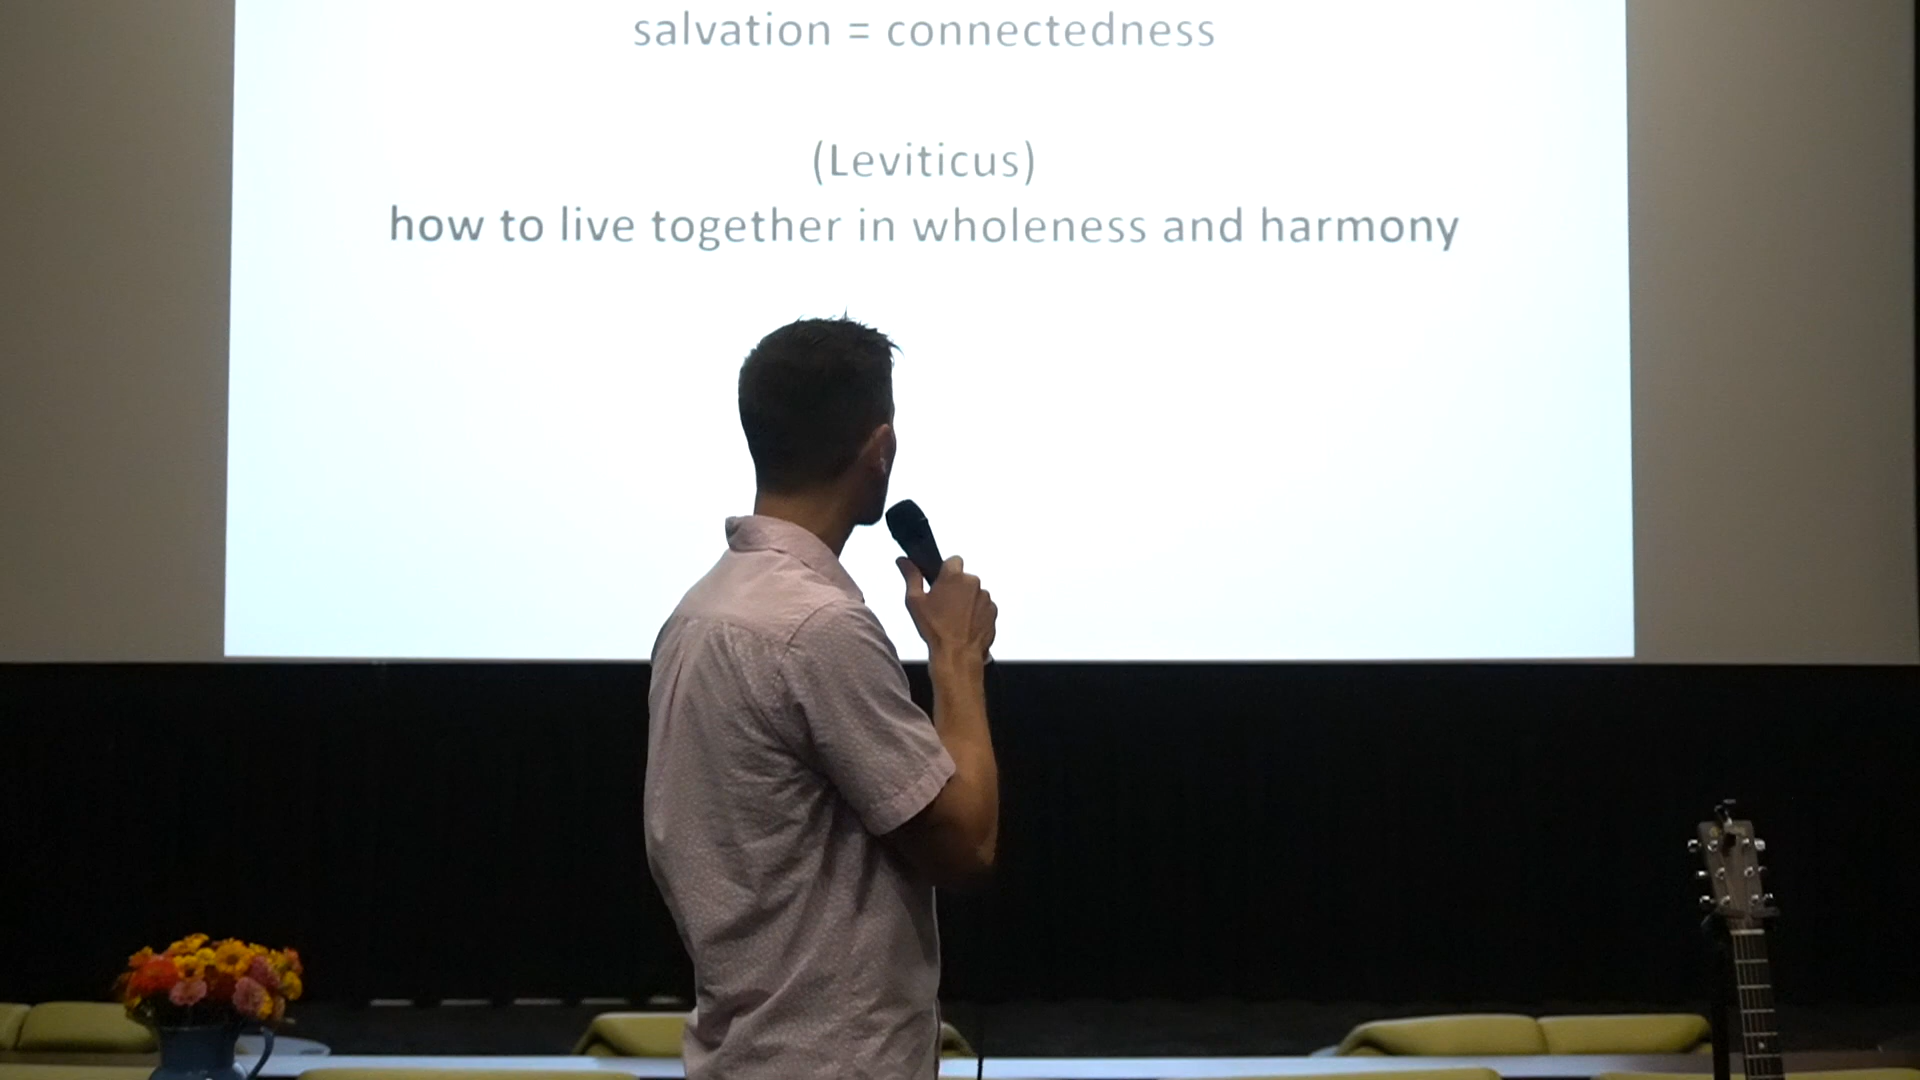 salvation = connectedness
(Leviticus)
how to live together in wholeness and harmony